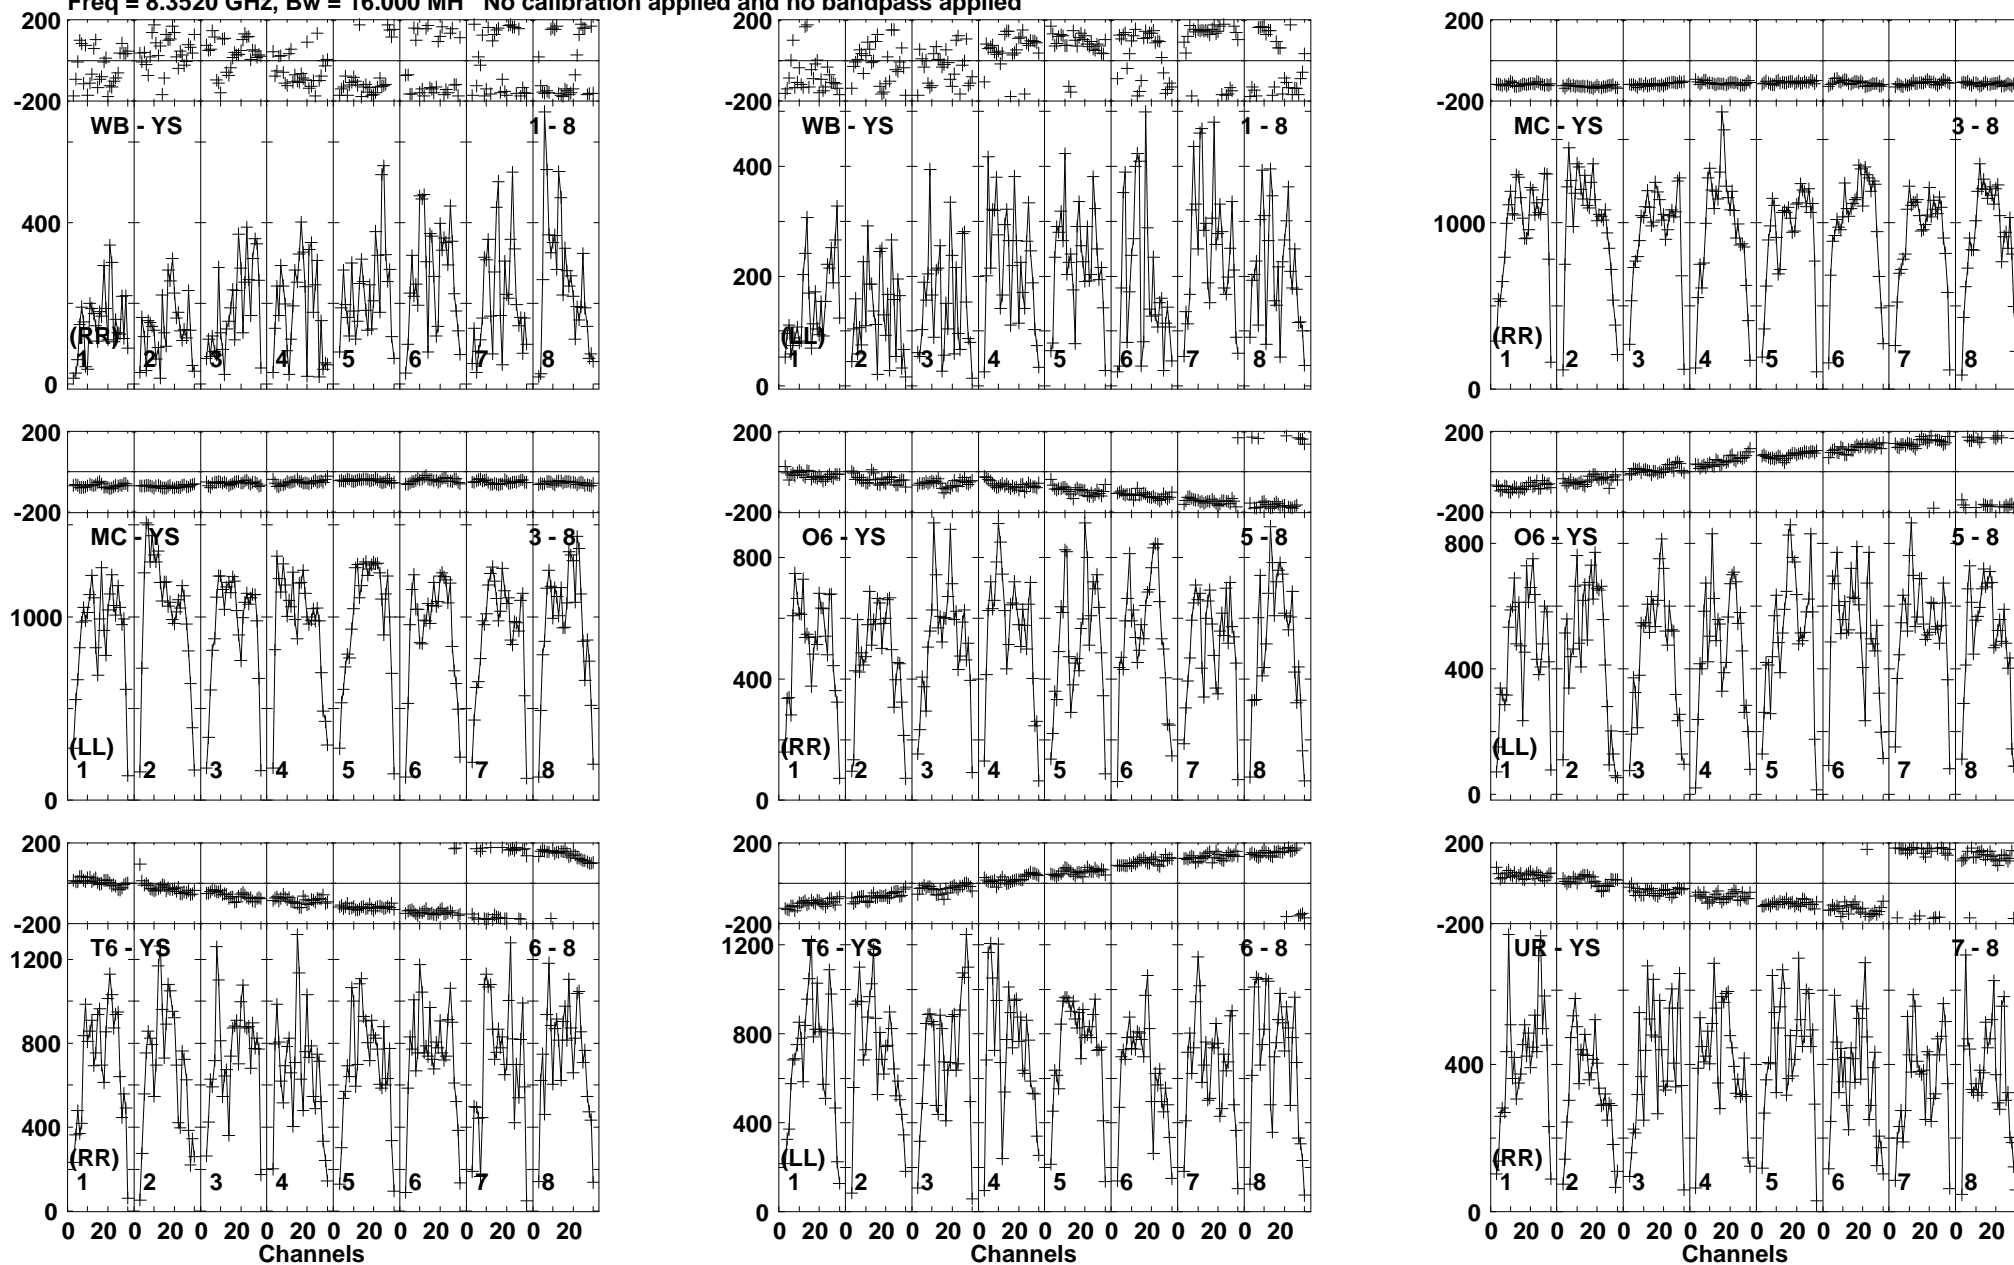 Freq = 8.3520 GHz, Bw = 16.000 MH No calibration applied and no bandpass applied
200 200 200
-200 -200 -200
WB - YS 1 - 8 WB - YS 1 - 8 MC - YS 3 - 8
400 400 1000
200
(RR) (LL) (RR)
1 2 3 4 5 6 7 8 1 2 3 4 5 6 7 8 1 2 3 4 5 6 7 8
0 0 0
200 200 200
-200 -200 -200
MC - YS 3 - 8 O6 - YS 5 - 8 O6 - YS 5 - 8
1000 800 800
400 400
(LL) (RR) (LL)
1 2 3 4 5 6 7 8 1 2 3 4 5 6 7 8 1 2 3 4 5 6 7 8
0 0 0
200 200 200
-200 -200 -200
T6 - YS 6 - 8 T6 - YS 6 - 8 UR - YS 7 - 8
1200 1200
800 800
400 400 400
(RR) (LL) (RR)
1 2 3 4 5 6 7 8 1 2 3 4 5 6 7 8 1 2 3 4 5 6 7 8
0 0 0
0 20 0 20 0 20 0 20 0 20 0 20 0 20 0 20 0 20 0 20 0 20 0 20 0 20 0 20 0 20 0 20 0 20 0 20 0 20 0 20 0 20 0 20 0 20 0 20
Channels Channels Channels